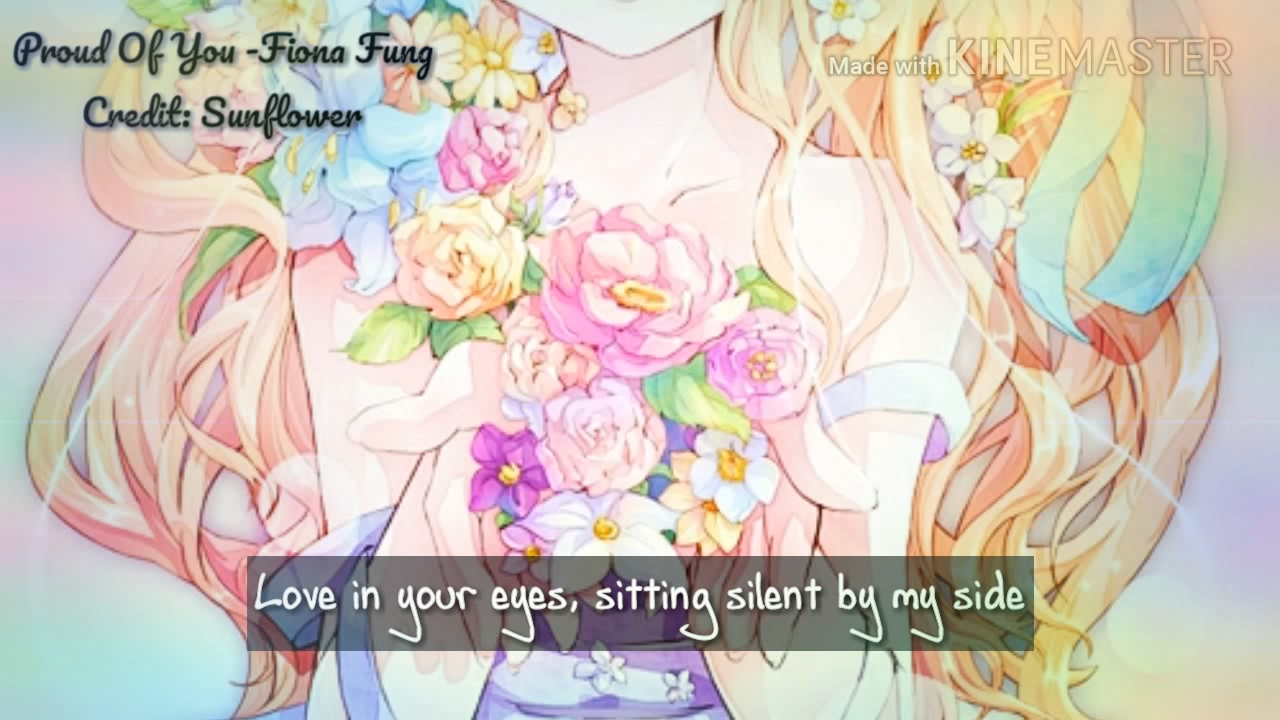 Proud Of You -Fiona Fung
Made with KINEMASTER
Credit: Sunflower
Love in your eyes, sitting silent by my side